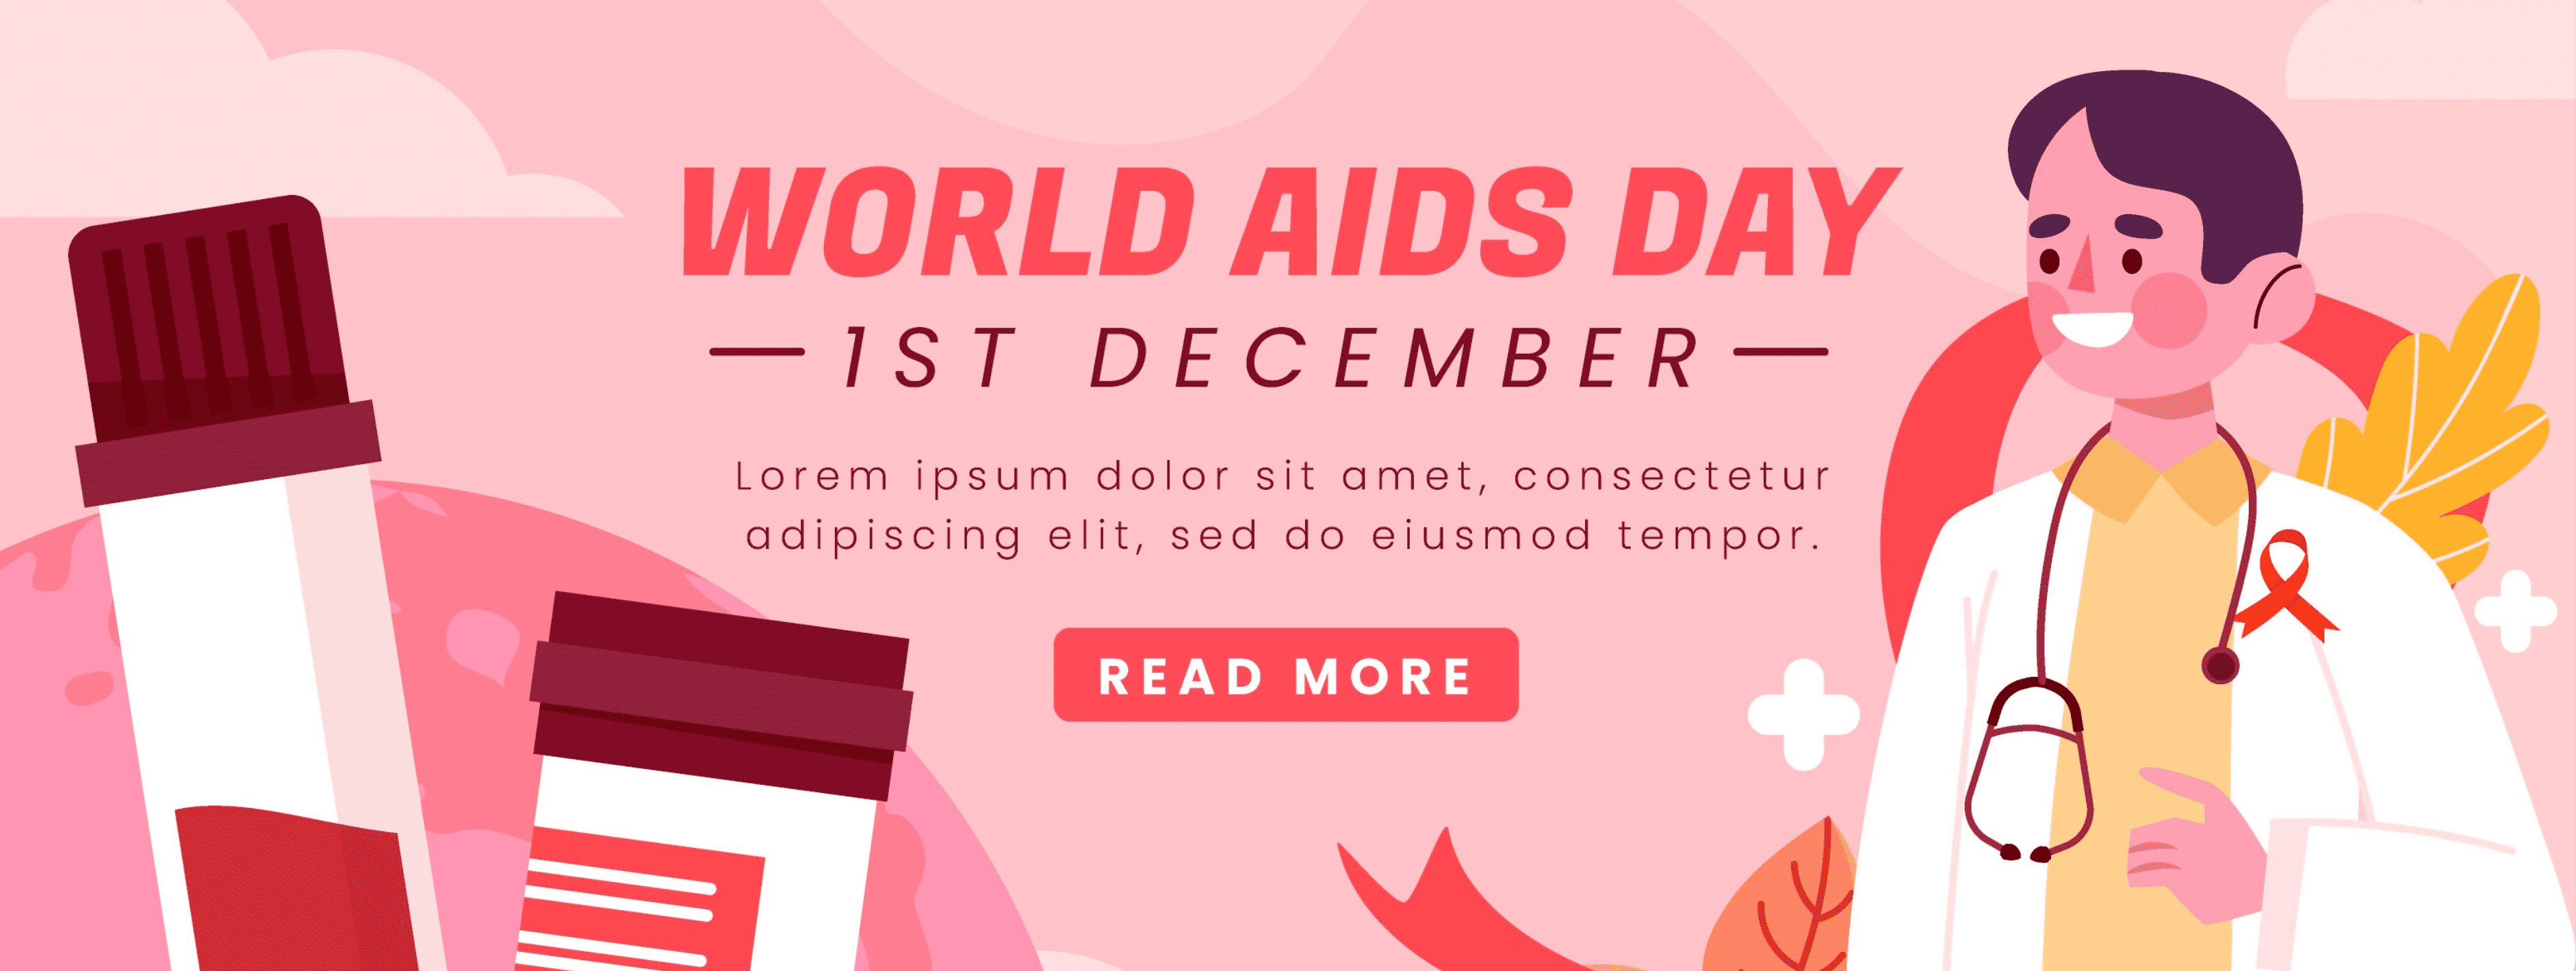 WORLD AIDS DAY
1ST DECEMBER
Lorem ipsum dolor sit amet, consectetur
adipiscing elit, sed do eiusmod tempor.
READ MORE